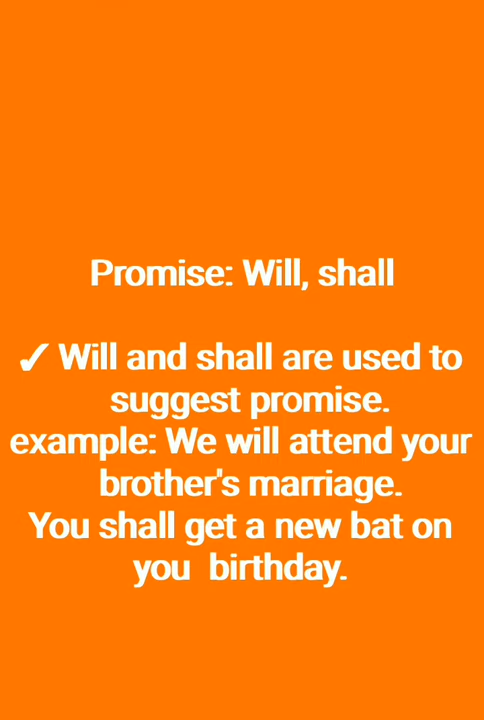 Promise: Will, shall
✓ Will and shall are used to
suggest promise.
example: We will attend your
brother's marriage.
You shall get a new bat on
you birthday.